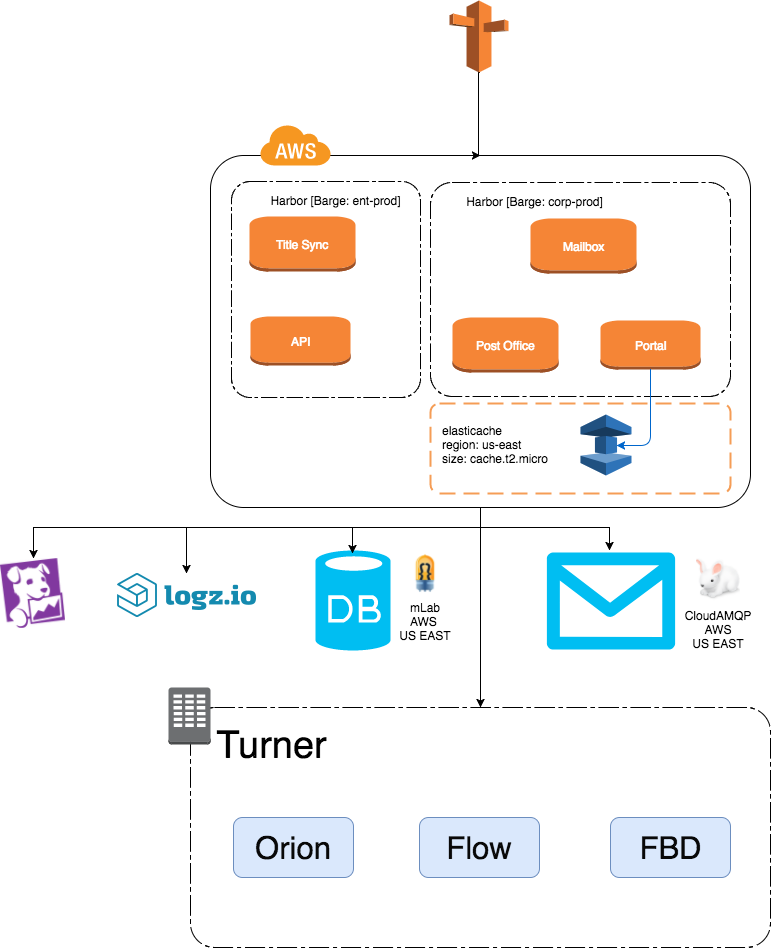 AWS
Harbor [Barge: ent-prod]
Harbor [Barge: corp-prod]
Title Sync
Mailbox
API
Post Office
Portal
elasticache
region: us-east
size: cache.t2.micro
logz.io
DB
{ }
mLab
AWS
US EAST
CloudAMQP
AWS
US EAST
Turner
Orion
Flow
FBD